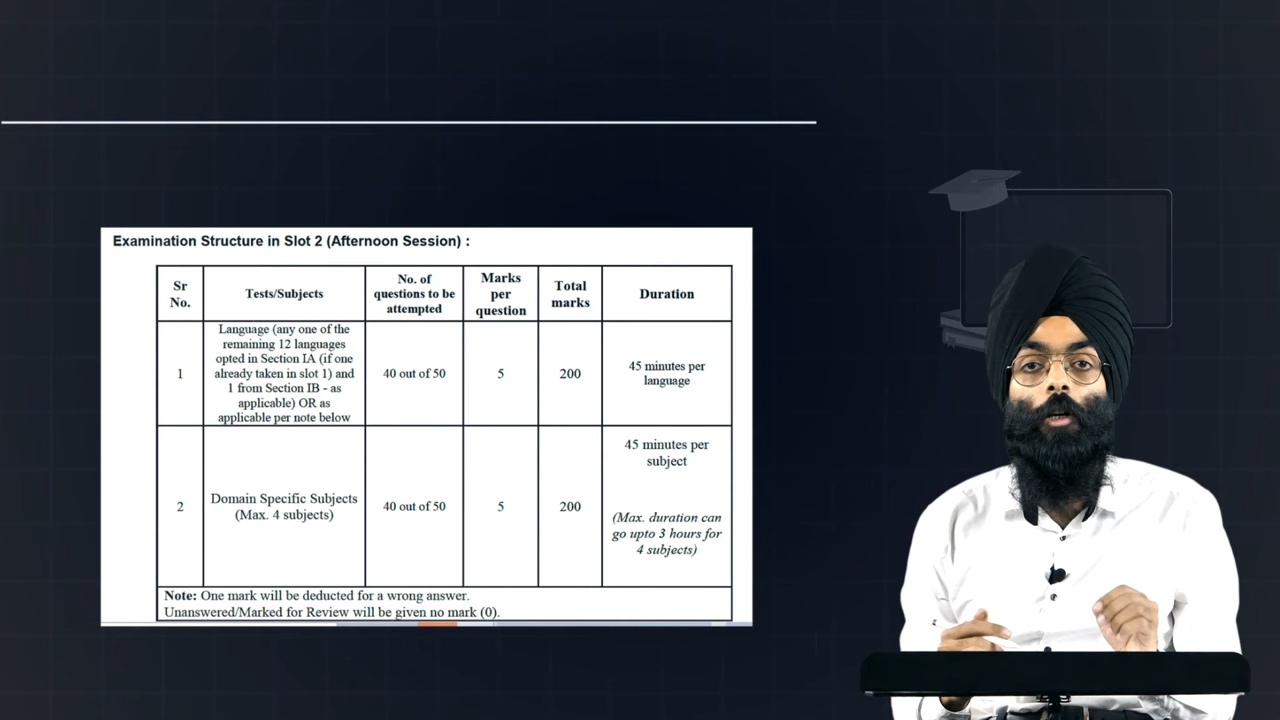 Examination Structure in Slot 2 (Afternoon Session) :
Sr
No.
Tests/Subjects
No. of
questions to be
attempted
Marks
per
question
Total
marks
Duration
1
Language (any one of the
remaining 12 languages
opted in Section IA (if one
already taken in slot 1) and
1 from Section IB - as
applicable) OR as
applicable per note below
40 out of 50
5
200
45 minutes per
language
2
Domain Specific Subjects
(Max. 4 subjects)
40 out of 50
5
200
45 minutes per
subject
(Max. duration can
go upto 3 hours for
4 subjects)
Note: One mark will be deducted for a wrong answer.
Unanswered/Marked for Review will be given no mark (0).